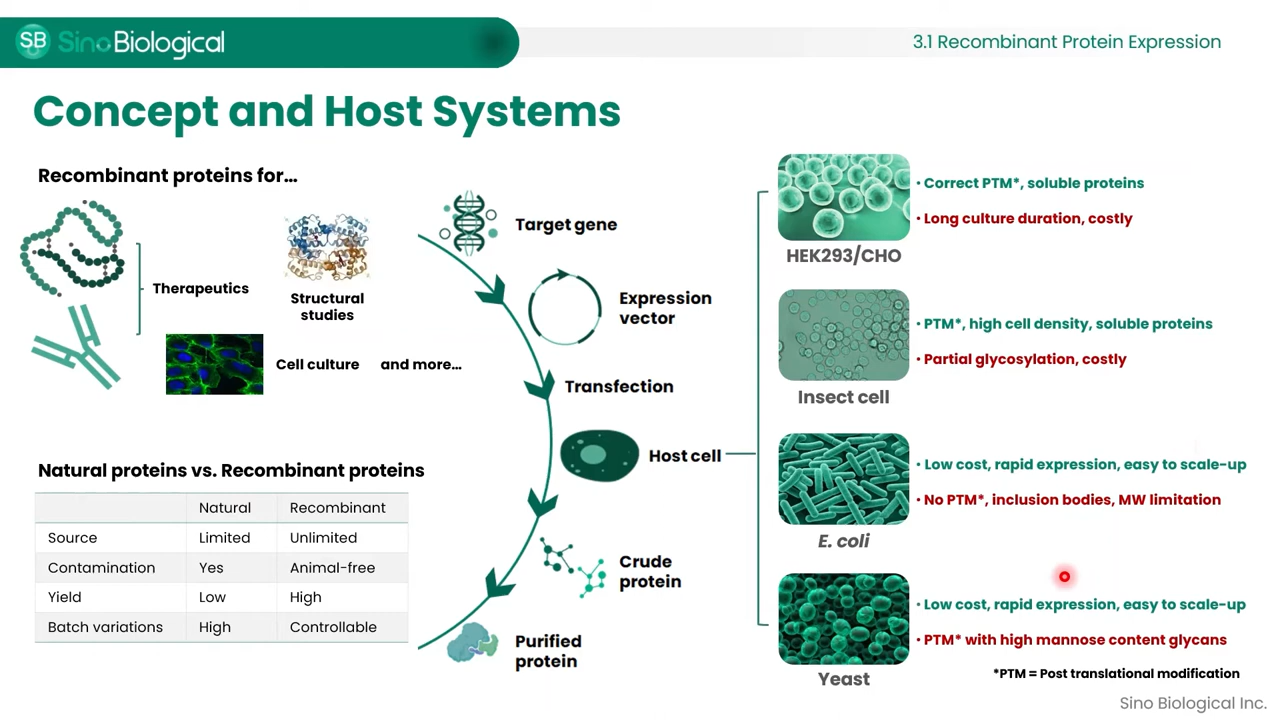 SB SinoBiological
3.1 Recombinant Protein Expression
Concept and Host Systems
Recombinant proteins for...
Therapeutics
Structural
studies
Cell culture
and more...
Natural proteins vs. Recombinant proteins
Natural Recombinant
Source Limited Unlimited
Contamination Yes Animal-free
Yield Low High
Batch variations High Controllable
Target gene
Expression
vector
Transfection
Host cell
Crude
protein
Purified
protein
HEK293/CHO
• Correct PTM*, soluble proteins
• Long culture duration, costly
Insect cell
• PTM*, high cell density, soluble proteins
• Partial glycosylation, costly
E. coli
• Low cost, rapid expression, easy to scale-up
• No PTM*, inclusion bodies, MW limitation
Yeast
• Low cost, rapid expression, easy to scale-up
• PTM* with high mannose content glycans
*PTM = Post translational modification
Sino Biological Inc.